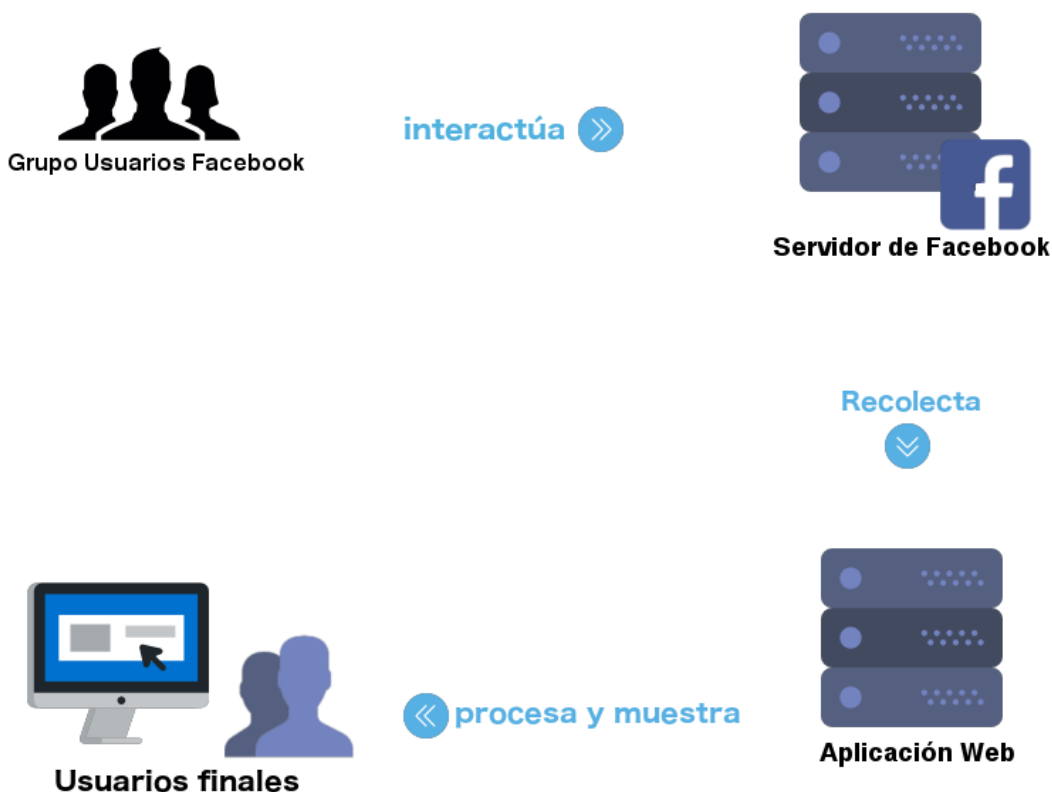 Grupo Usuarios Facebook
interactúa
Servidor de Facebook
Recolecta
procesa y muestra
Aplicación Web
Usuarios finales